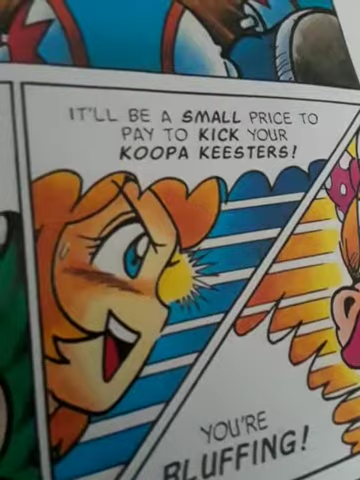 IT'LL BE A SMALL PRICE TO
PAY TO KICK YOUR
KOOPA KEESTERS!
YOU'RE
BLUFFING!